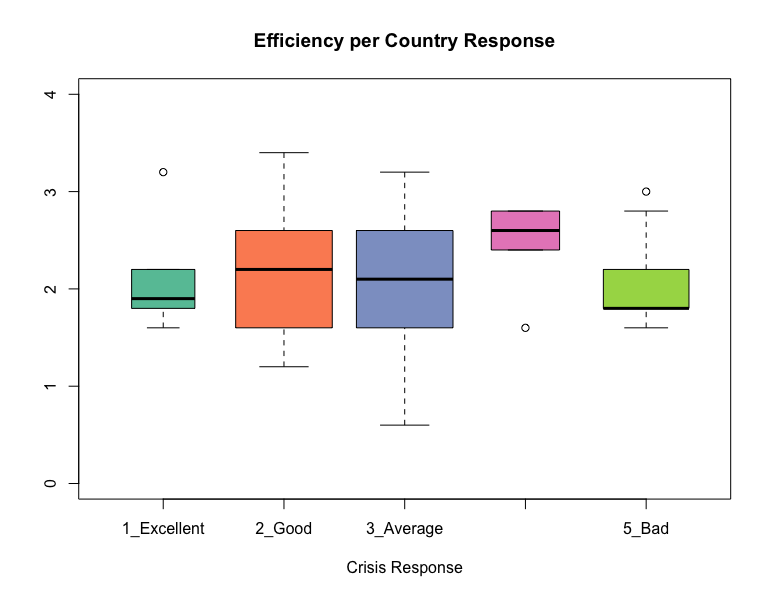 Efficiency per Country Response
4
3
2
1
0
1_Excellent 2_Good 3_Average 5_Bad
Crisis Response